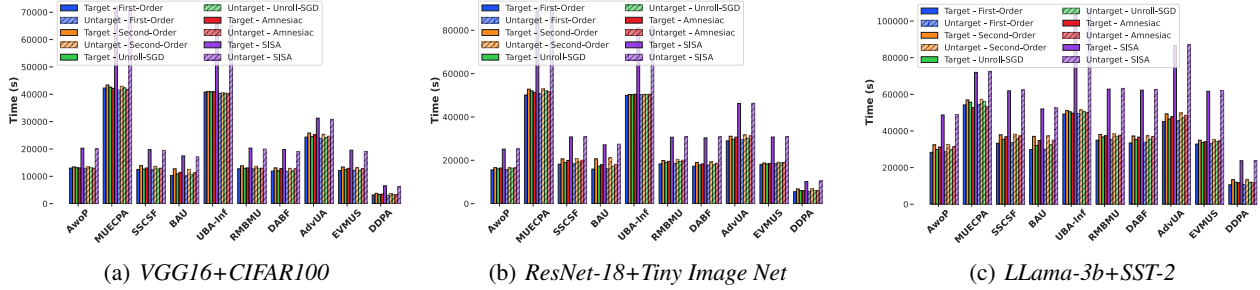 Time (s)
70000
60000
50000
40000
30000
20000
10000
0
Target - First-Order
Untarget - First-Order
Target - Second-Order
Untarget - Second-Order
Target - Unroll-SGD
Untarget - Unroll-SGD
Target - Amnesiac
Untarget - Amnesiac
Target - SISA
Untarget - SISA
AwoP
MUECPA
SSCSF
BAU
UBA-Inf
RMBMU
DABF
AdvUA
EVMUS
DDPA
(a) VGG16+CIFAR100
Time (s)
80000
60000
40000
20000
0
Target - First-Order
Untarget - First-Order
Target - Second-Order
Untarget - Second-Order
Target - Unroll-SGD
Untarget - Unroll-SGD
Target - Amnesiac
Untarget - Amnesiac
Target - SISA
Untarget - SISA
AwoP
MUECPA
SSCSF
BAU
UBA-Inf
RMBMU
DABF
AdvUA
EVMUS
DDPA
(b) ResNet-18+Tiny Image Net
Time (s)
100000
80000
60000
40000
20000
0
Target - First-Order
Untarget - First-Order
Target - Second-Order
Untarget - Second-Order
Target - Unroll-SGD
Untarget - Unroll-SGD
Target - Amnesiac
Untarget - Amnesiac
Target - SISA
Untarget - SISA
AwoP
MUECPA
SSCSF
BAU
UBA-Inf
RMBMU
DABF
AdvUA
EVMUS
DDPA
(c) LLama-3b+SST-2